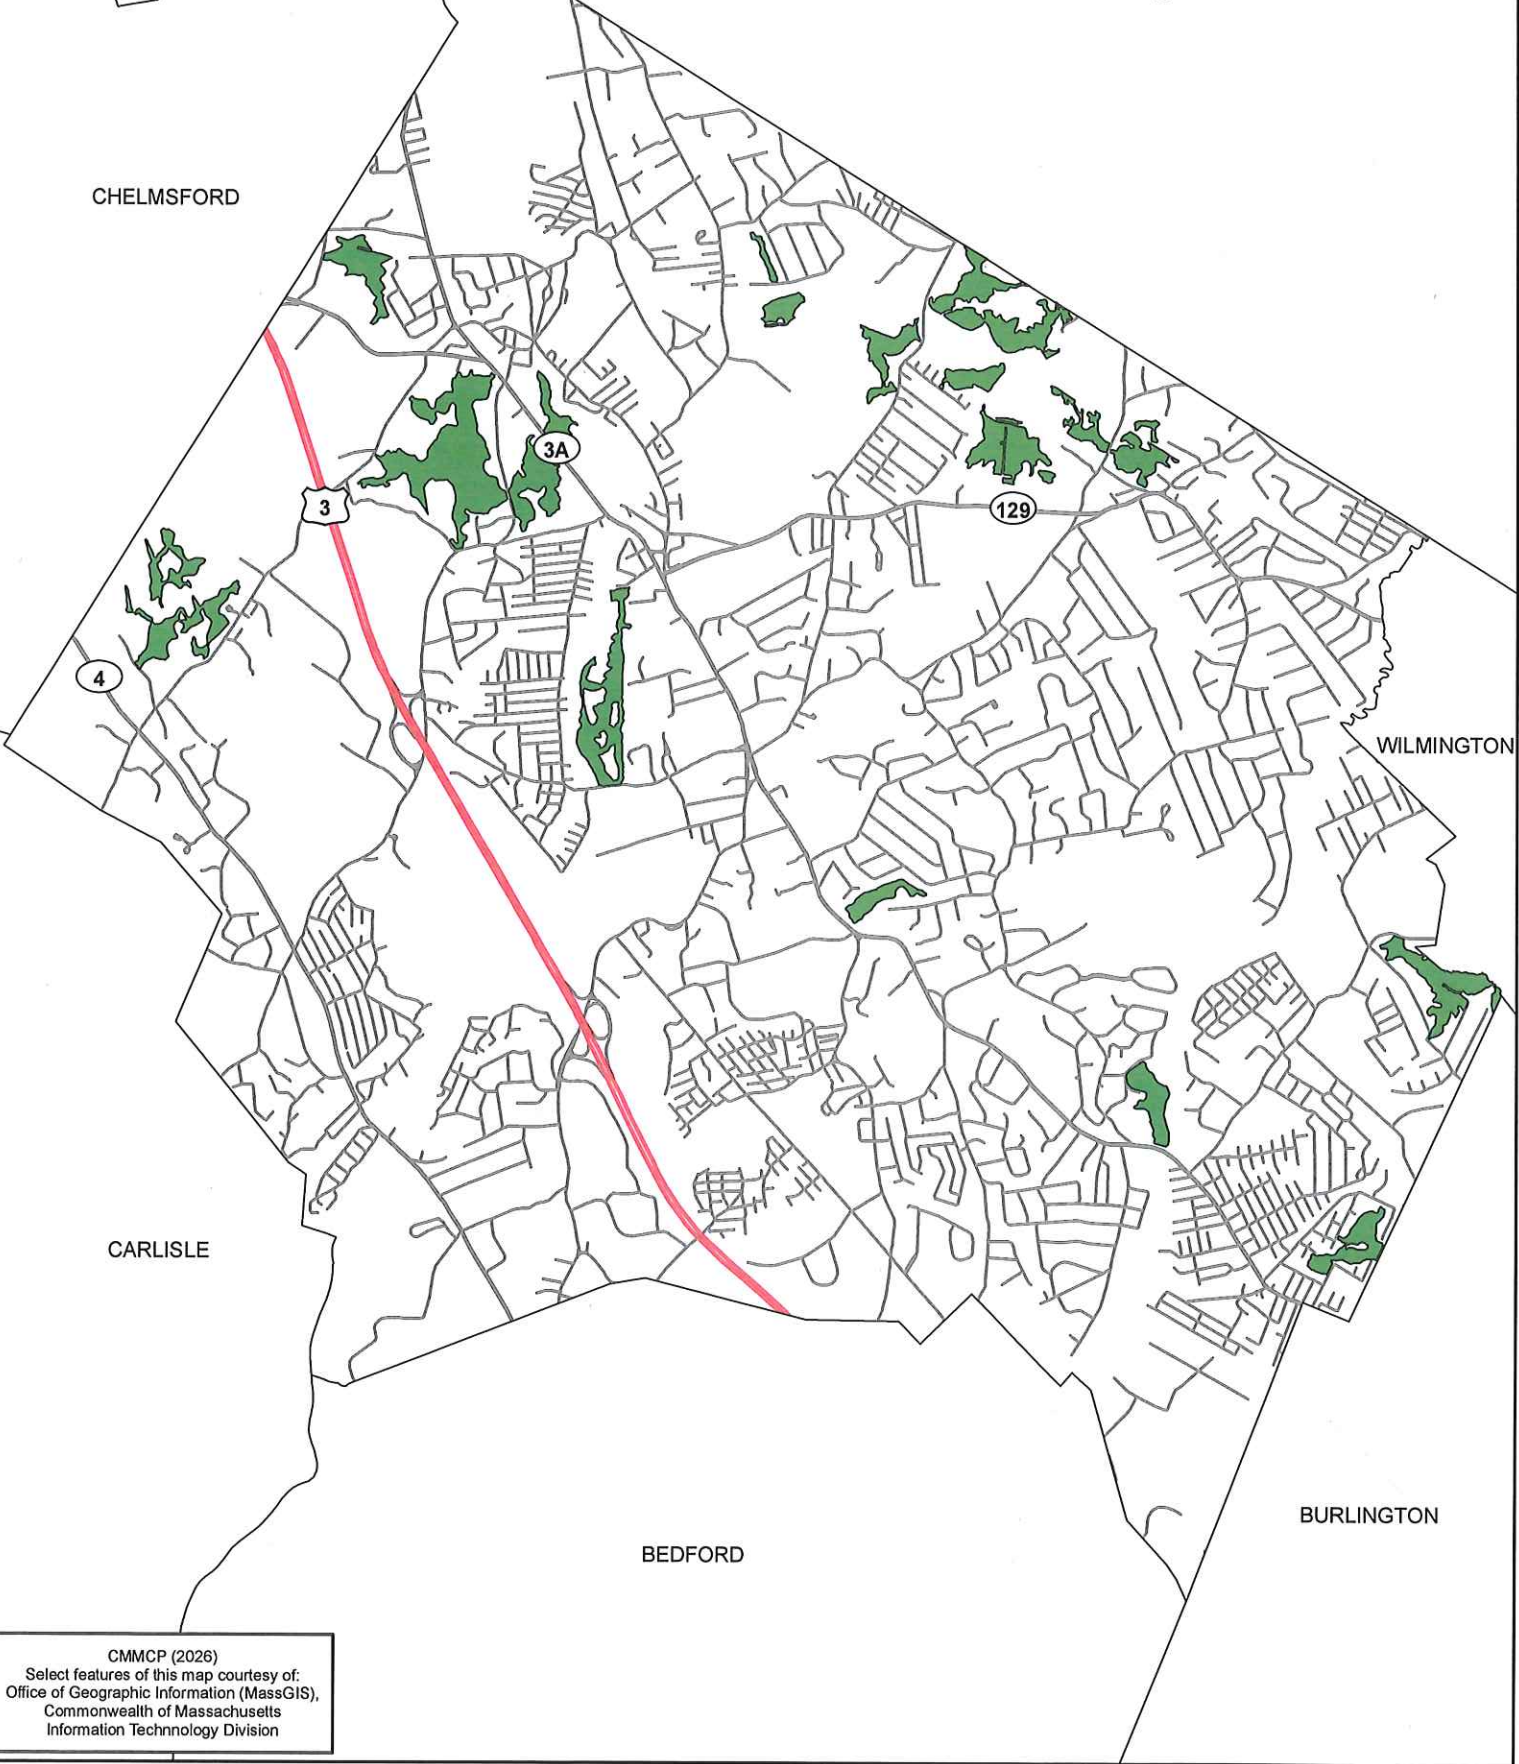 CHELMSFORD
3A
3
129
4
WILMINGTON
CARLISLE
BURLINGTON
BEDFORD
CMMCP (2026)
Select features of this map courtesy of:
Office of Geographic Information (MassGIS),
Commonwealth of Massachusetts
Information Technnology Division